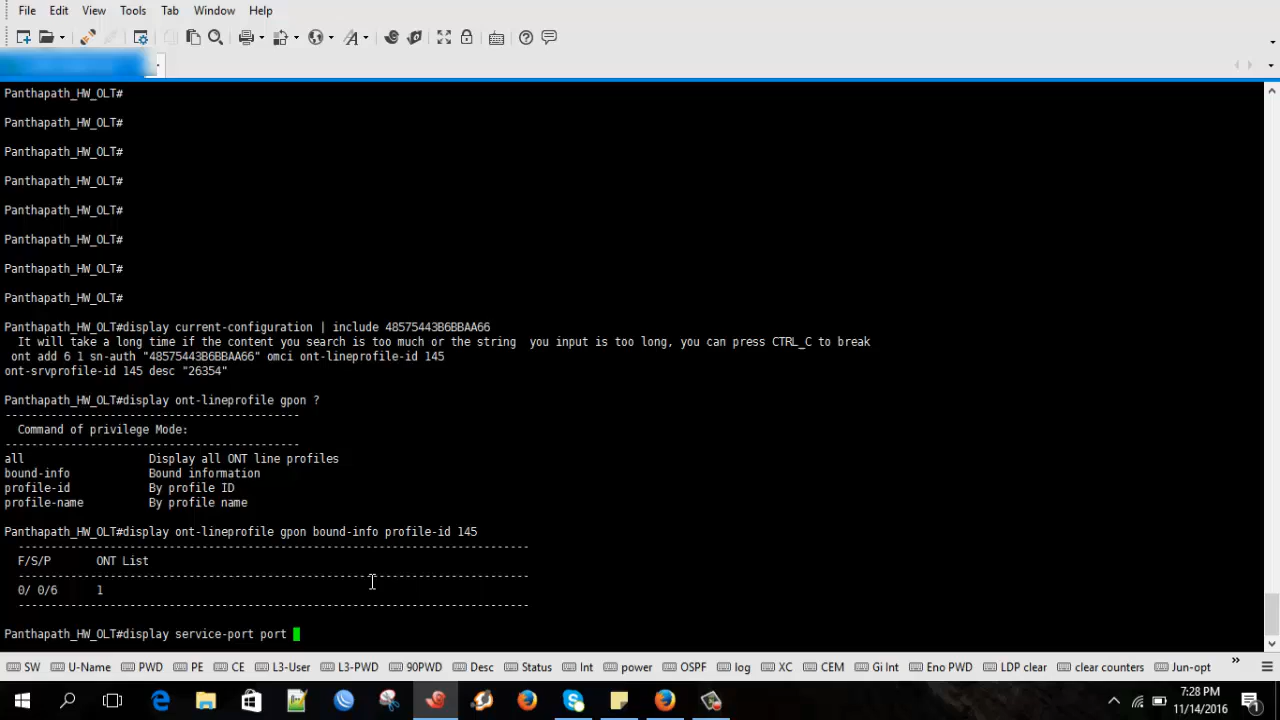 File Edit View Tools Tab Window Help
Panthapath_HW_OLT#
Panthapath_HW_OLT#
Panthapath_HW_OLT#
Panthapath_HW_OLT#
Panthapath_HW_OLT#
Panthapath_HW_OLT#
Panthapath_HW_OLT#
Panthapath_HW_OLT#
Panthapath_HW_OLT#display current-configuration | include 48575443B6BBAA66
It will take a long time if the content you search is too much or the string  you input is too long, you can press CTRL_C to break
ont add 6 1 sn-auth "48575443B6BBAA66" omci ont-lineprofile-id 145
ont-srvprofile-id 145 desc "26354"
Panthapath_HW_OLT#display ont-lineprofile gpon ?
---------------------------------------------
Command of privilege Mode:
---------------------------------------------
all Display all ONT line profiles
bound-info Bound information
profile-id By profile ID
profile-name By profile name
Panthapath_HW_OLT#display ont-lineprofile gpon bound-info profile-id 145
------------------------------------------------------------------------------
F/S/P ONT List
------------------------------------------------------------------------------
0/ 0/6 1
------------------------------------------------------------------------------
Panthapath_HW_OLT#display service-port port
SW U-Name PWD PE CE L3-User L3-PWD 90PWD Desc Status Int power OSPF log XC CEM Gi Int Eno PWD LDP clear clear counters Jun-opt
7:28 PM
11/14/2016
1